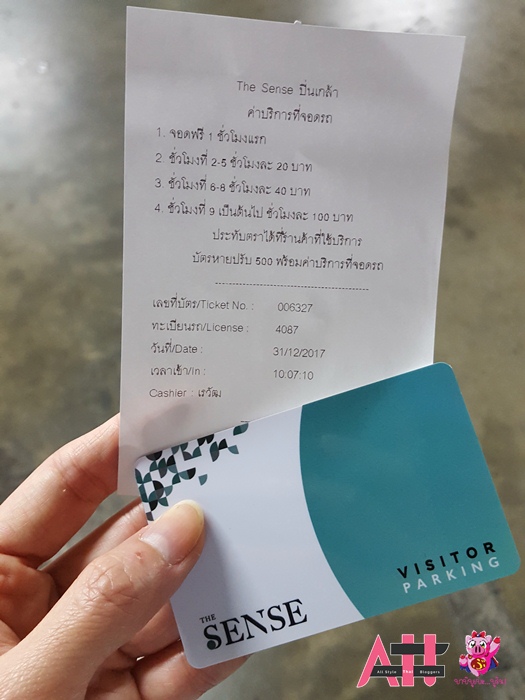 The Sense ปิ่นเกล้า
ค่าบริการที่จอดรถ
1. จอดฟรี 1 ชั่วโมงแรก
2. ชั่วโมงที่ 2-5 ชั่วโมงละ 20 บาท
3. ชั่วโมงที่ 6-8 ชั่วโมงละ 40 บาท
4. ชั่วโมงที่ 9 เป็นต้นไป ชั่วโมงละ 100 บาท
ประทับตราได้ที่ร้านค้าที่ใช้บริการ
บัตรหายปรับ 500 พร้อมค่าบริการที่จอดรถ
เลขที่บัตร/Ticket No. : 006327
ทะเบียนรถ/License : 4087
วันที่/Date : 31/12/2017
เวลาเข้า/In : 10:07:10
Cashier : เรวัฒ
VISITOR
PARKING
THE
SENSE
All Style Thai Bloggers